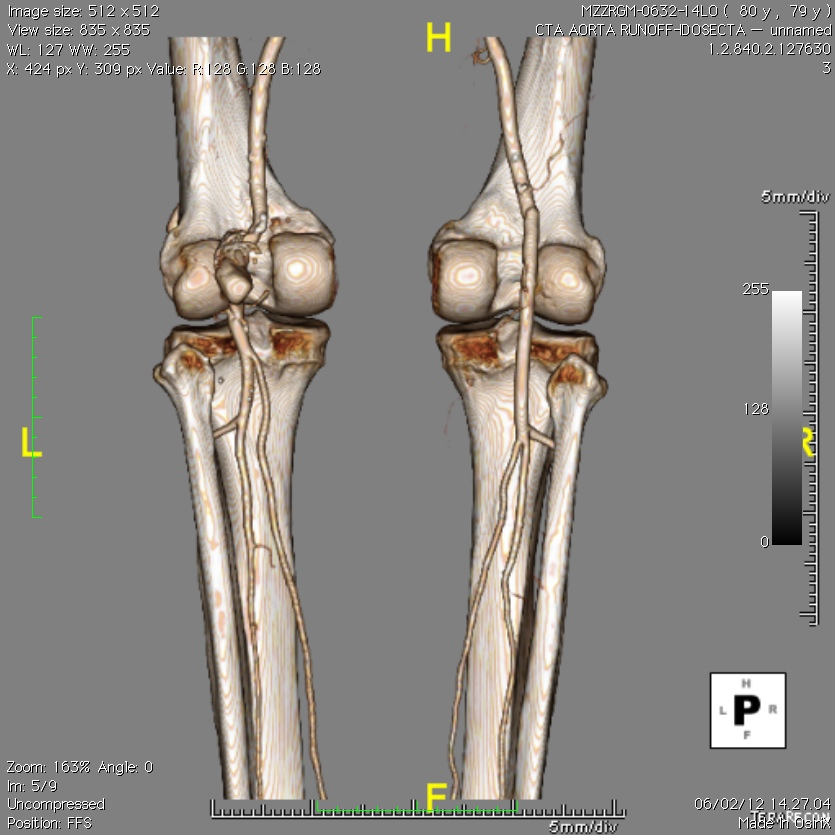 Image size: 512 x 512
View size: 835 x 835
WL: 127 WW: 255
X: 424 px Y: 309 px Value: R:128 G:128 B:128
H
MZZRGM-0632-14LO ( 80 y , 79 y )
CTA AORTA RUNOFF-IDOSECTA — unnamed
1.2.840.2.127630
3
5mm/div
255
128
0
L
R
H
L P R
F
F
5mm/div
Zoom: 163% Angle: 0
Im: 5/9
Uncompressed
Position: FFS
06/02/12 14.27.04
TERARECON
Made In OsiriX